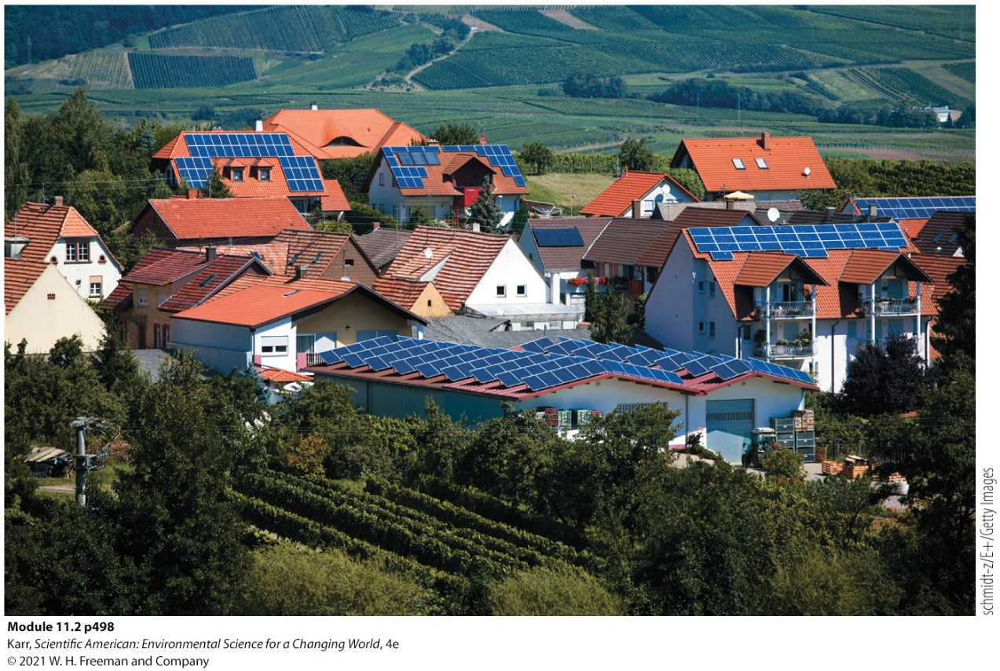 schmidt-z/E+/Getty Images
Module 11.2 p498
Karr, Scientific American: Environmental Science for a Changing World, 4e
© 2021 W. H. Freeman and Company